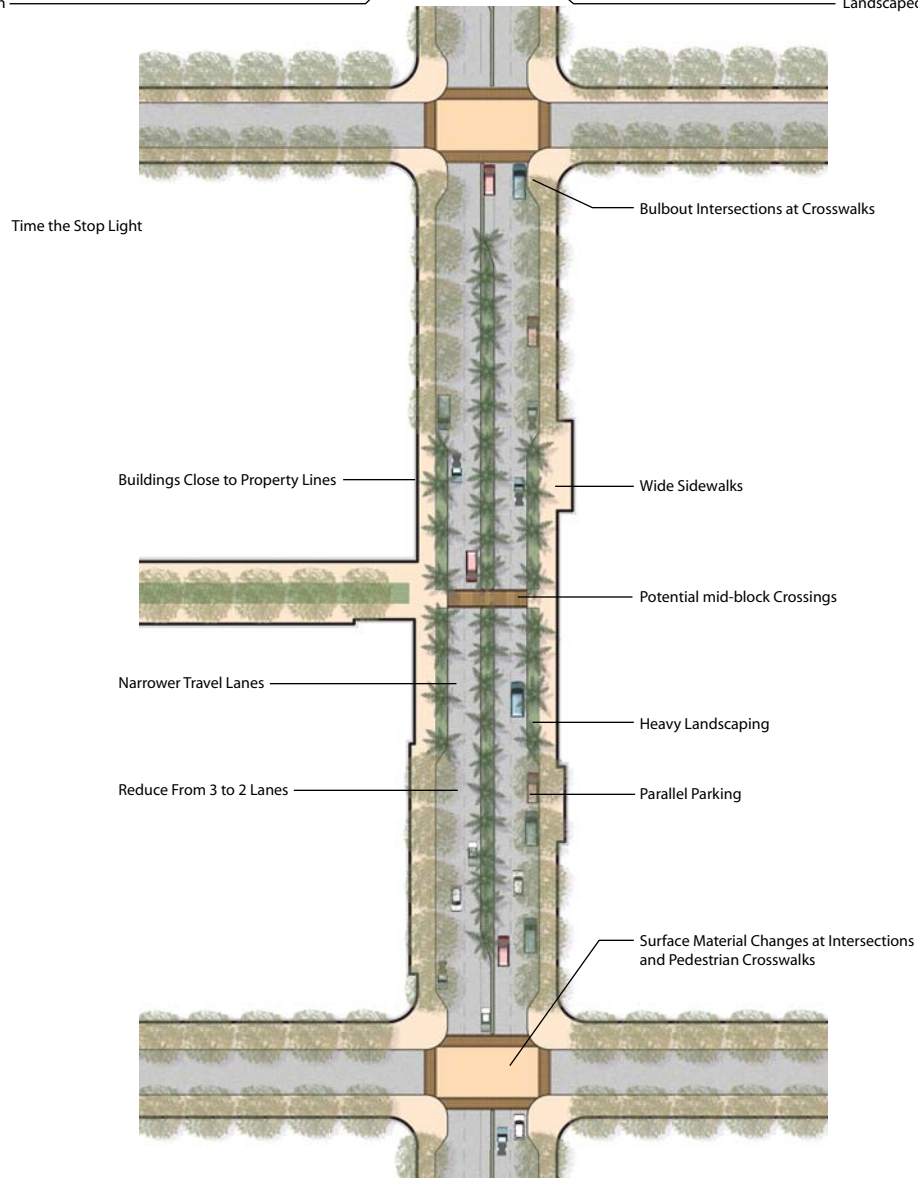 Landscaped
Bulbout Intersections at Crosswalks
Time the Stop Light
Buildings Close to Property Lines
Wide Sidewalks
Potential mid-block Crossings
Narrower Travel Lanes
Heavy Landscaping
Reduce From 3 to 2 Lanes
Parallel Parking
Surface Material Changes at Intersections
and Pedestrian Crosswalks